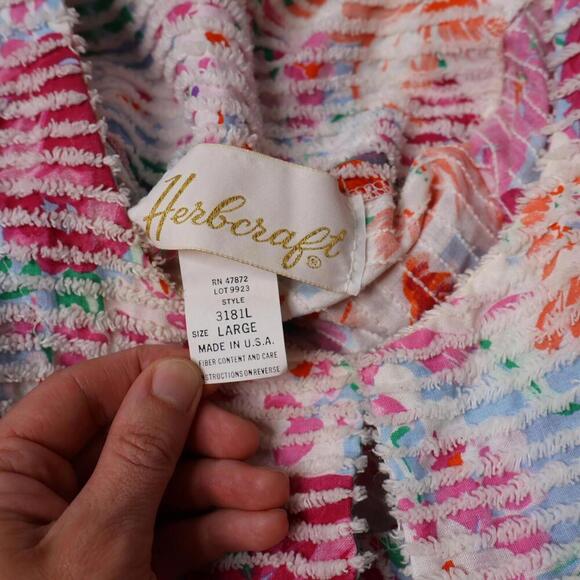 Herbcraft®
RN 47872
LOT 9923
STYLE
3181L
SIZE LARGE
MADE IN U.S.A.
FIBER CONTENT AND CARE
INSTRUCTIONS ON REVERSE